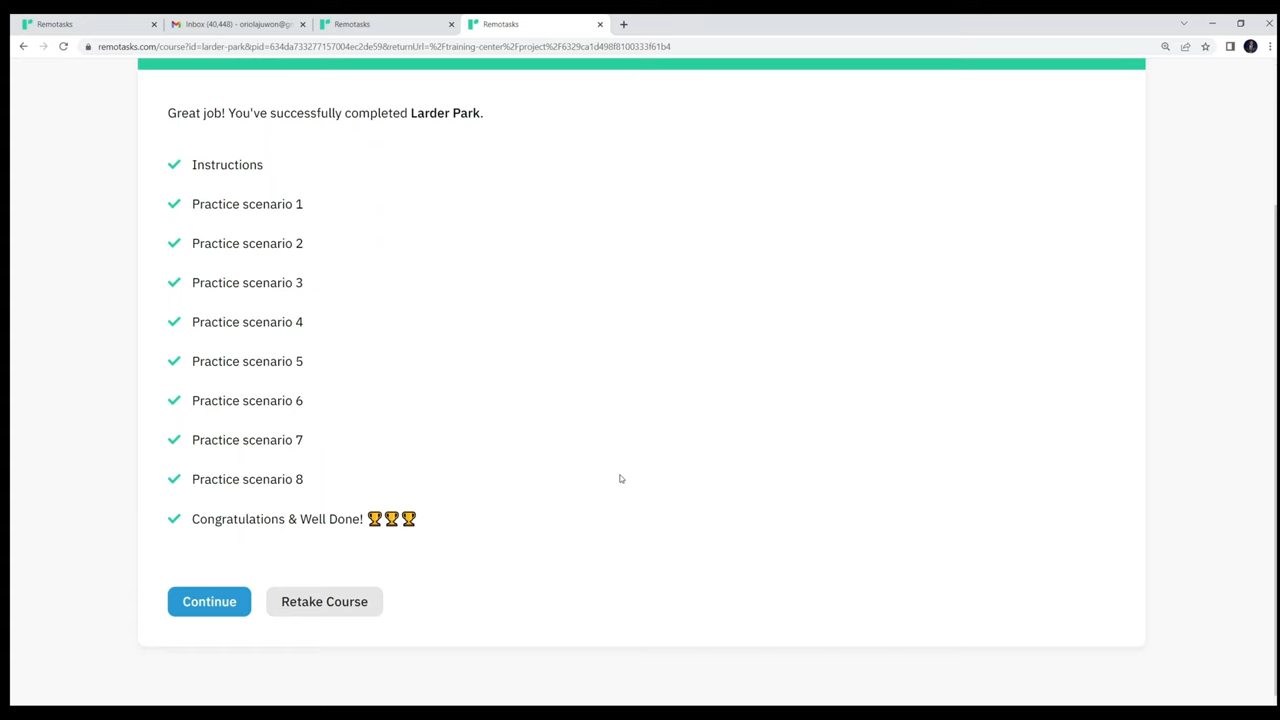 Remotasks
Inbox (40,448) - oriolajuwon@g
Remotasks
Remotasks
remotasks.com/course?id=larder-park&pid=634da733277157004ec2de59&returnUrl=%2Ftraining-center%2Fproject%2F6329ca1d498f8100333f61b4
Great job! You've successfully completed Larder Park.
Instructions
Practice scenario 1
Practice scenario 2
Practice scenario 3
Practice scenario 4
Practice scenario 5
Practice scenario 6
Practice scenario 7
Practice scenario 8
Congratulations & Well Done! 🏆🏆🏆
Continue
Retake Course